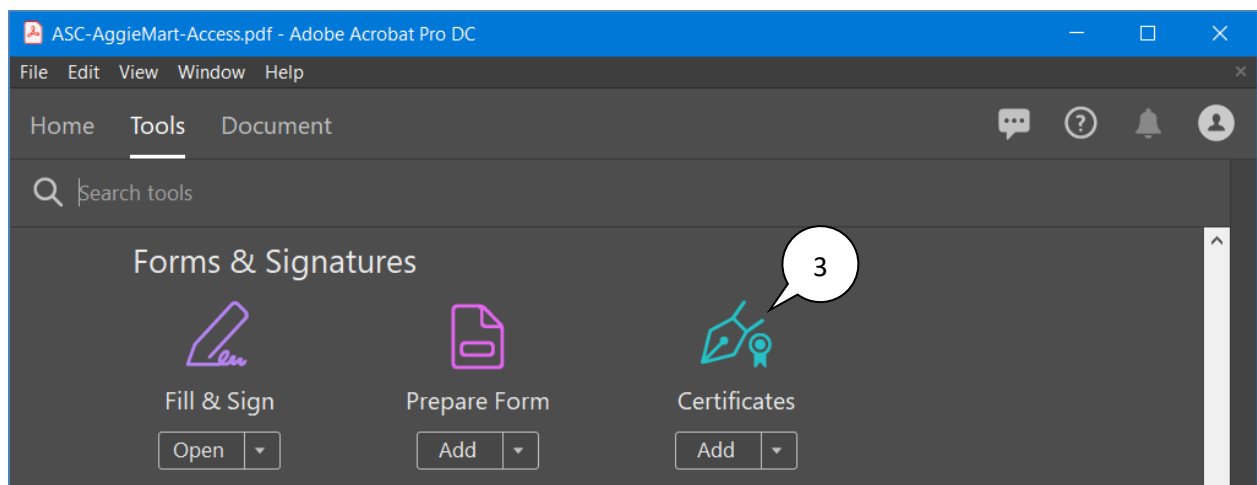 ASC-AggieMart-Access.pdf - Adobe Acrobat Pro DC
File Edit View Window Help
Home Tools Document
Search tools
Forms & Signatures
3
Fill & Sign Prepare Form Certificates
Open Add Add